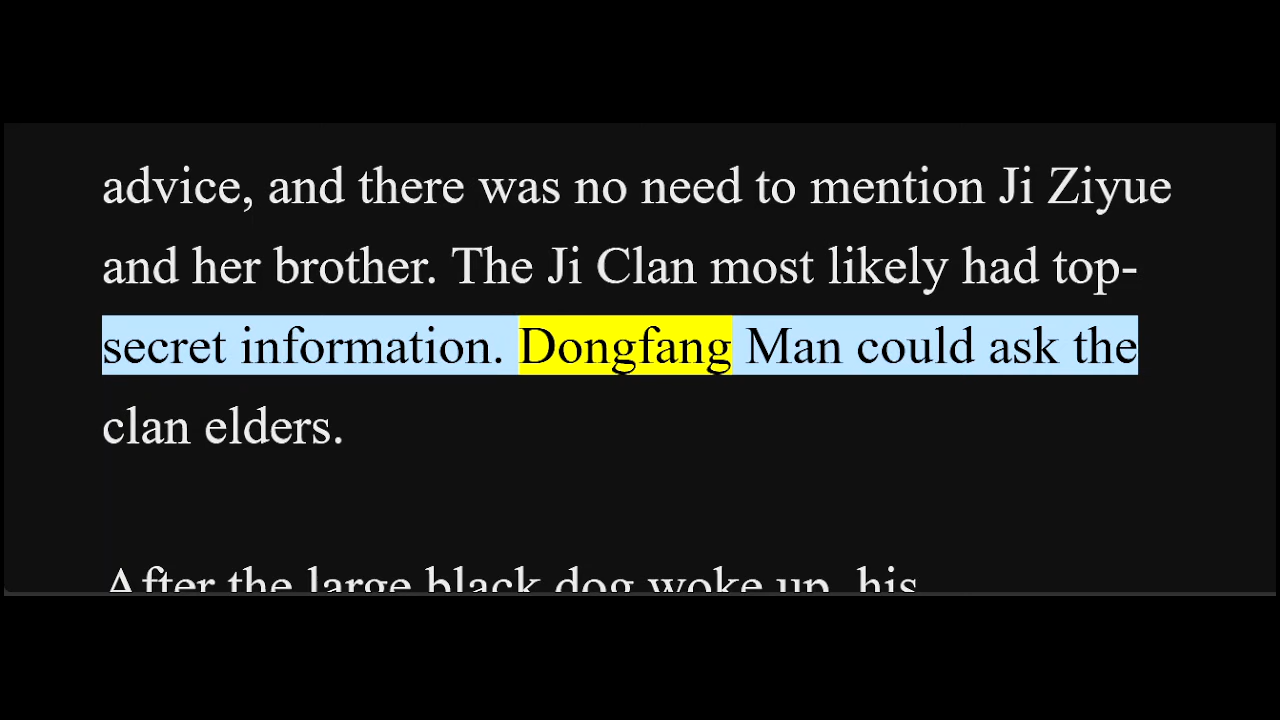 advice, and there was no need to mention Ji Ziyue
and her brother. The Ji Clan most likely had top-
secret information. Dongfang Man could ask the
clan elders.
After the large black dog woke up, his